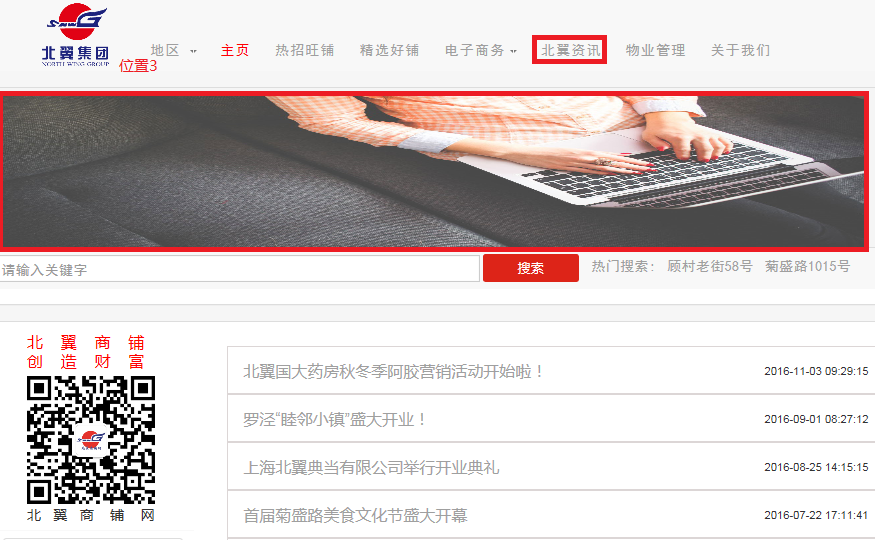 SNWG
北翼集团
NORTH WING GROUP
位置3
地区 主页 热招旺铺 精选好铺 电子商务 北翼资讯 物业管理 关于我们
请输入关键字 搜索 热门搜索： 顾村老街58号 菊盛路1015号
北翼商铺
创造财富
北翼商铺网
北翼国大药房秋冬季阿胶营销活动开始啦！ 2016-11-03 09:29:15
罗泾“睦邻小镇”盛大开业！ 2016-09-01 08:27:12
上海北翼典当有限公司举行开业典礼 2016-08-25 14:15:15
首届菊盛路美食文化节盛大开幕 2016-07-22 17:11:41